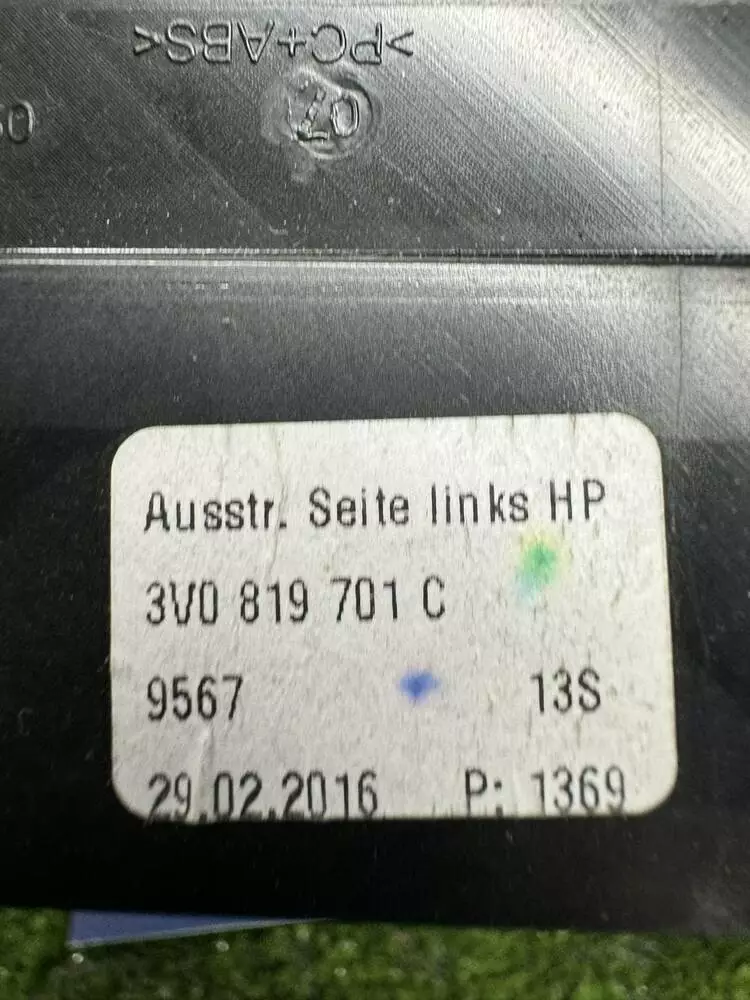 >PC+ABS<
07
Ausstr. Seite links HP
3V0 819 701 C
9567 13S
29.02.2016 P: 1369